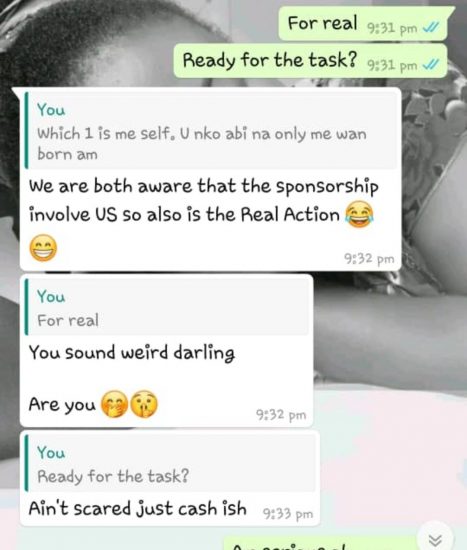 For real 9:31 pm
Ready for the task? 9:31 pm
You
Which 1 is me self. U nko abi na only me wan
born am
We are both aware that the sponsorship
involve US so also is the Real Action 😂
😁
9:32 pm
You
For real
You sound weird darling
Are you 🤭🤫
9:32 pm
You
Ready for the task?
Ain't scared just cash ish 9:33 pm